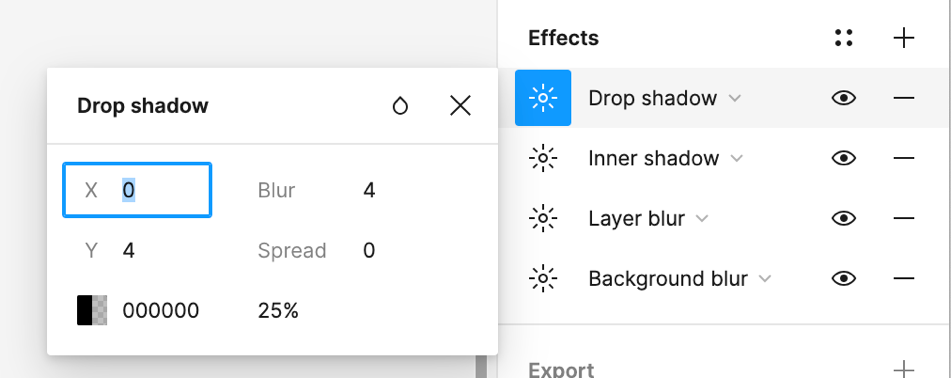 Effects
Drop shadow
Drop shadow
X 0 Blur 4
Inner shadow
Y 4 Spread 0
Layer blur
000000 25%
Background blur
Export